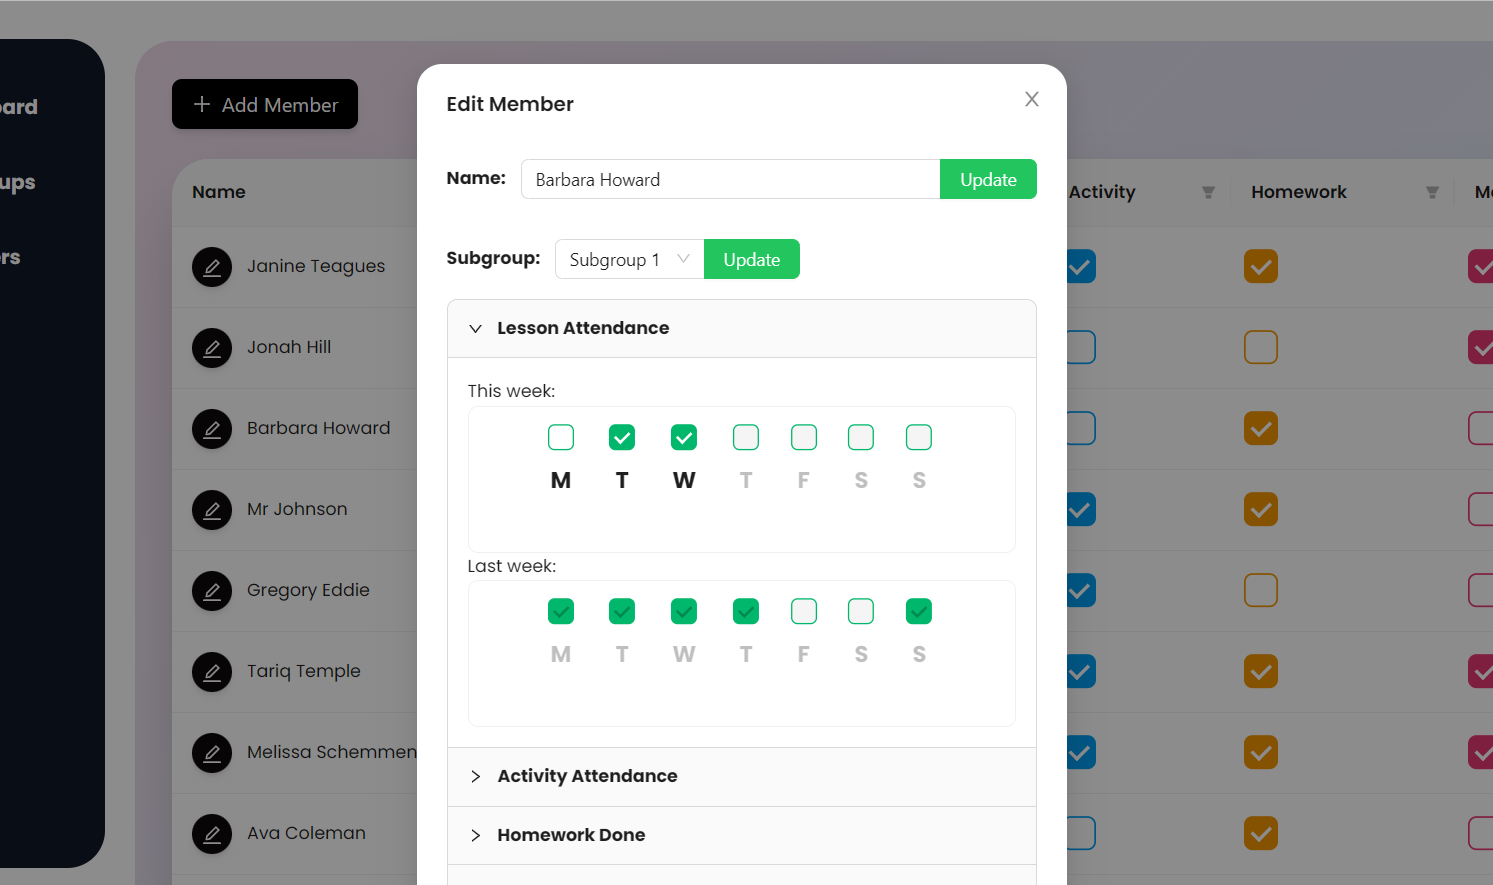 ard
ups
rs
+ Add Member
Name
Activity
Homework
Janine Teagues
Jonah Hill
Barbara Howard
Mr Johnson
Gregory Eddie
Tariq Temple
Melissa Schemmen
Ava Coleman
Edit Member
Name: Barbara Howard Update
Subgroup: Subgroup 1 Update
Lesson Attendance
This week:
M T W T F S S
Last week:
M T W T F S S
Activity Attendance
Homework Done